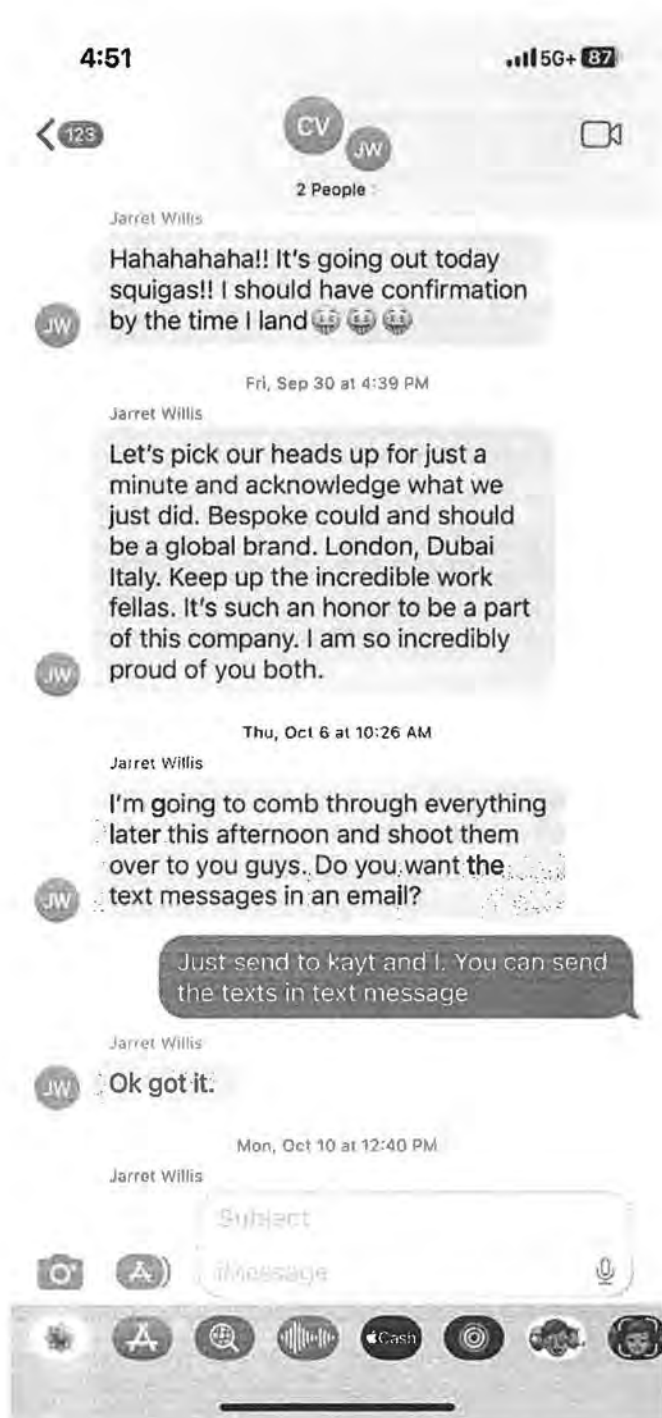 4:51
5G+ 87
123
CV
JW
2 People
Jarret Willis
Hahahahaha!! It's going out today
squigas!! I should have confirmation
JW
by the time I land🤑🤑🤑
Fri, Sep 30 at 4:39 PM
Jarret Willis
Let's pick our heads up for just a
minute and acknowledge what we
just did. Bespoke could and should
be a global brand. London, Dubai
Italy. Keep up the incredible work
fellas. It's such an honor to be a part
of this company. I am so incredibly
JW
proud of you both.
Thu, Oct 6 at 10:26 AM
Jarret Willis
I'm going to comb through everything
later this afternoon and shoot them
over to you guys. Do you want the
JW
text messages in an email?
Just send to kayt and I. You can send
the texts in text message
Jarret Willis
JW
Ok got it.
Mon, Oct 10 at 12:40 PM
Jarret Willis
Subject
iMessage
Cash